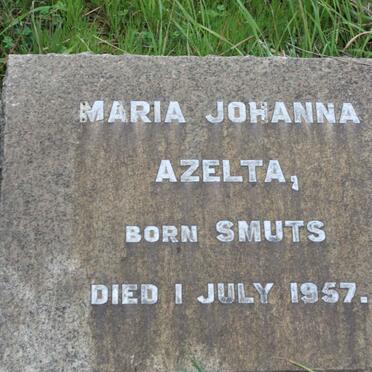 MARIA JOHANNA
AZELTA,
BORN SMUTS
DIED 1 JULY 1957.